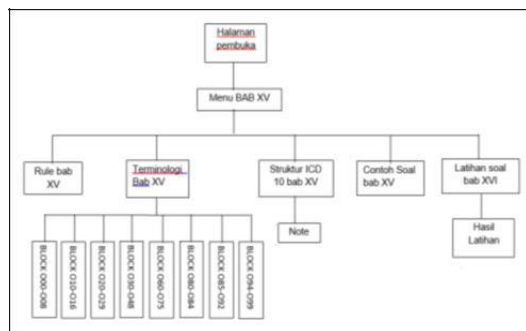 Halaman
pembuka
Menu BAB XV
Rule bab
XV
Terminologi
Bab XV
Struktur ICD
10 bab XV
Contoh Soal
bab XV
Latihan soal
bab XVI
Note
Hasil
Latihan
BLOCK O00-O08
BLOCK O10-O16
BLOCK O20-O29
BLOCK O30-O48
BLOCK O60-O75
BLOCK O80-O84
BLOCK O85-O92
BLOCK O94-O99